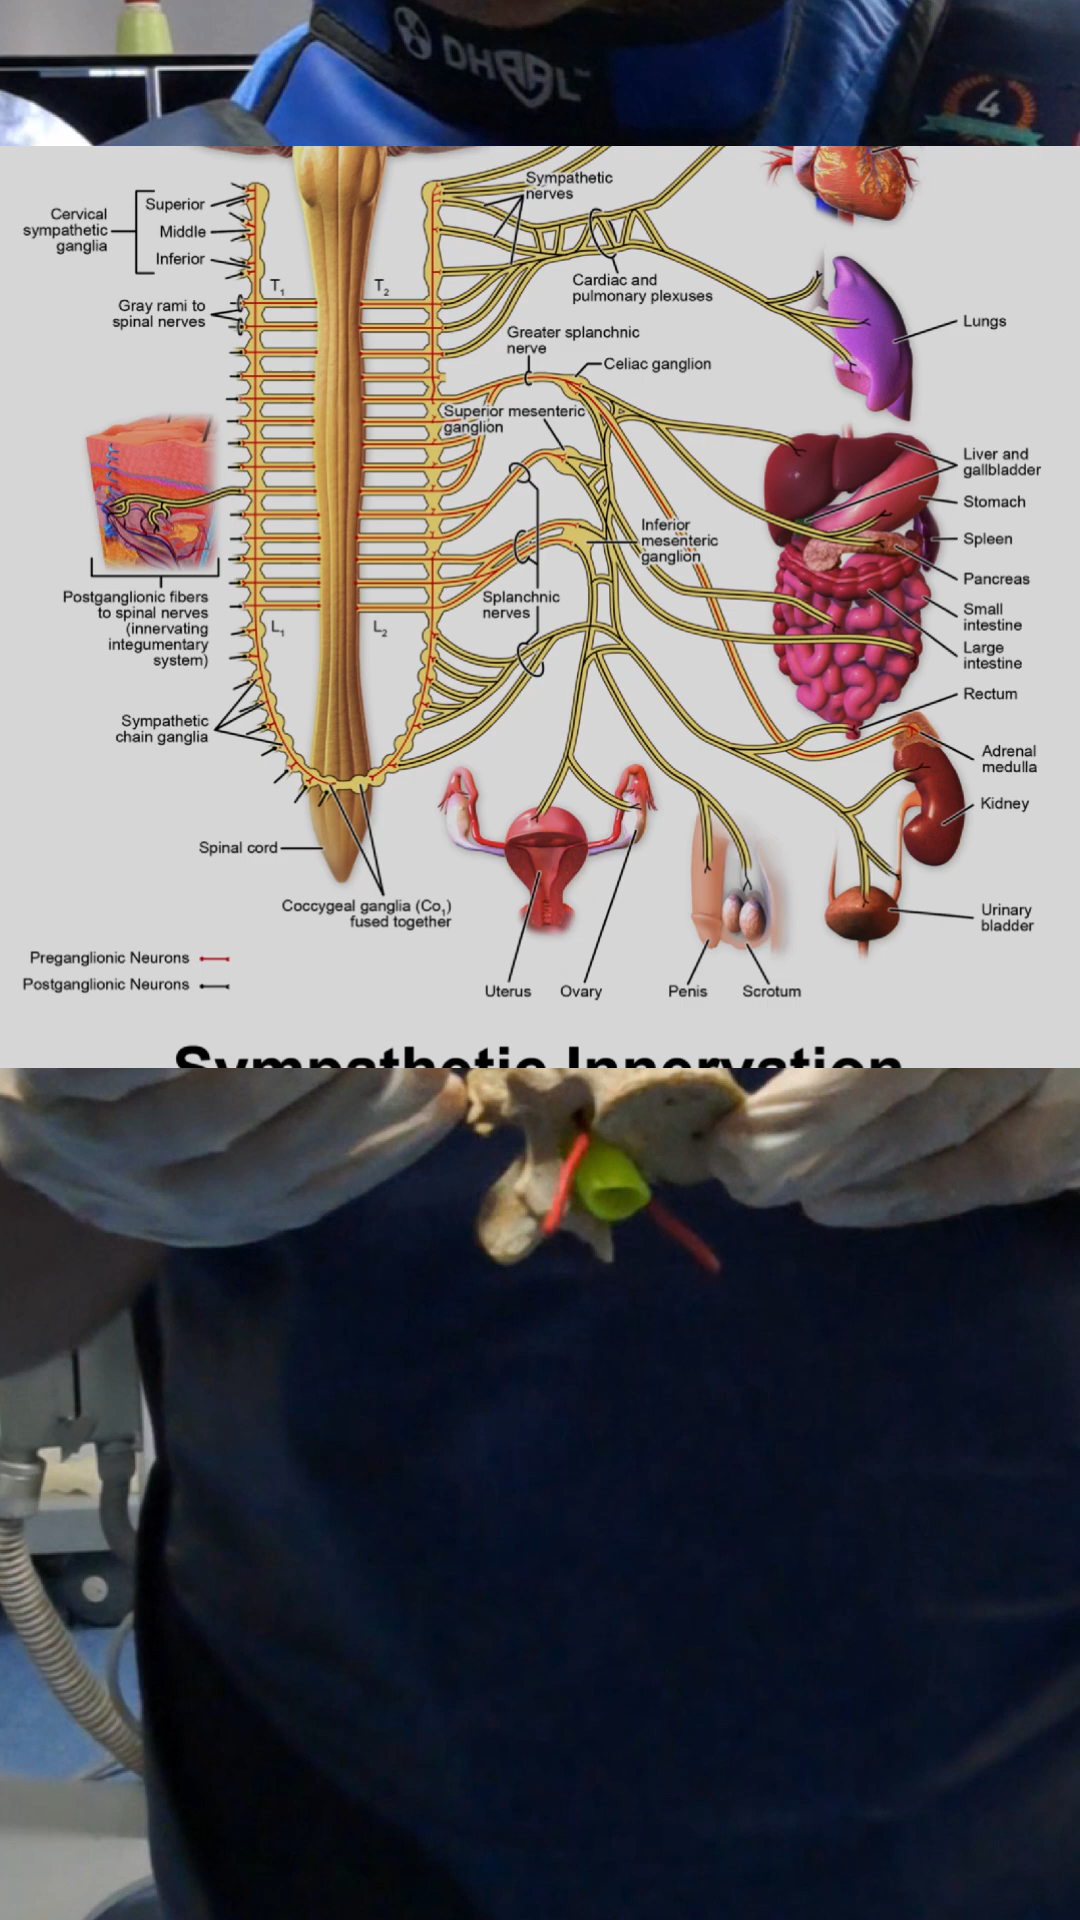 DHAAL™
4
Sympathetic
nerves
Cervical
sympathetic
ganglia
Superior
Middle
Inferior
T1
T2
Cardiac and
pulmonary plexuses
Gray rami to
spinal nerves
Lungs
Greater splanchnic
nerve
Celiac ganglion
Superior mesenteric
ganglion
Liver and
gallbladder
Stomach
Inferior
mesenteric
ganglion
Spleen
Pancreas
Postganglionic fibers
to spinal nerves
(innervating
integumentary
system)
Splanchnic
nerves
Small
intestine
L1
L2
Large
intestine
Rectum
Sympathetic
chain ganglia
Adrenal
medulla
Kidney
Spinal cord
Coccygeal ganglia (Co1)
fused together
Urinary
bladder
Preganglionic Neurons
Postganglionic Neurons
Uterus
Ovary
Penis
Scrotum
Sympathetic Innervation